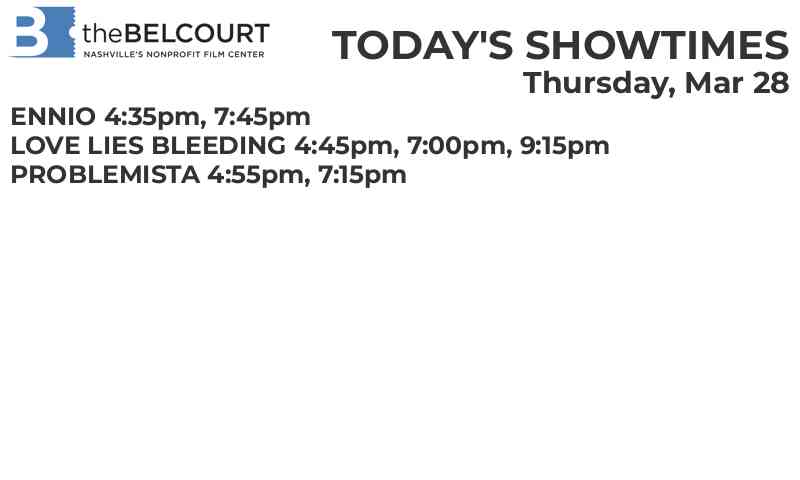 B theBELCOURT
NASHVILLE'S NONPROFIT FILM CENTER
TODAY'S SHOWTIMES
Thursday, Mar 28
ENNIO 4:35pm, 7:45pm
LOVE LIES BLEEDING 4:45pm, 7:00pm, 9:15pm
PROBLEMISTA 4:55pm, 7:15pm